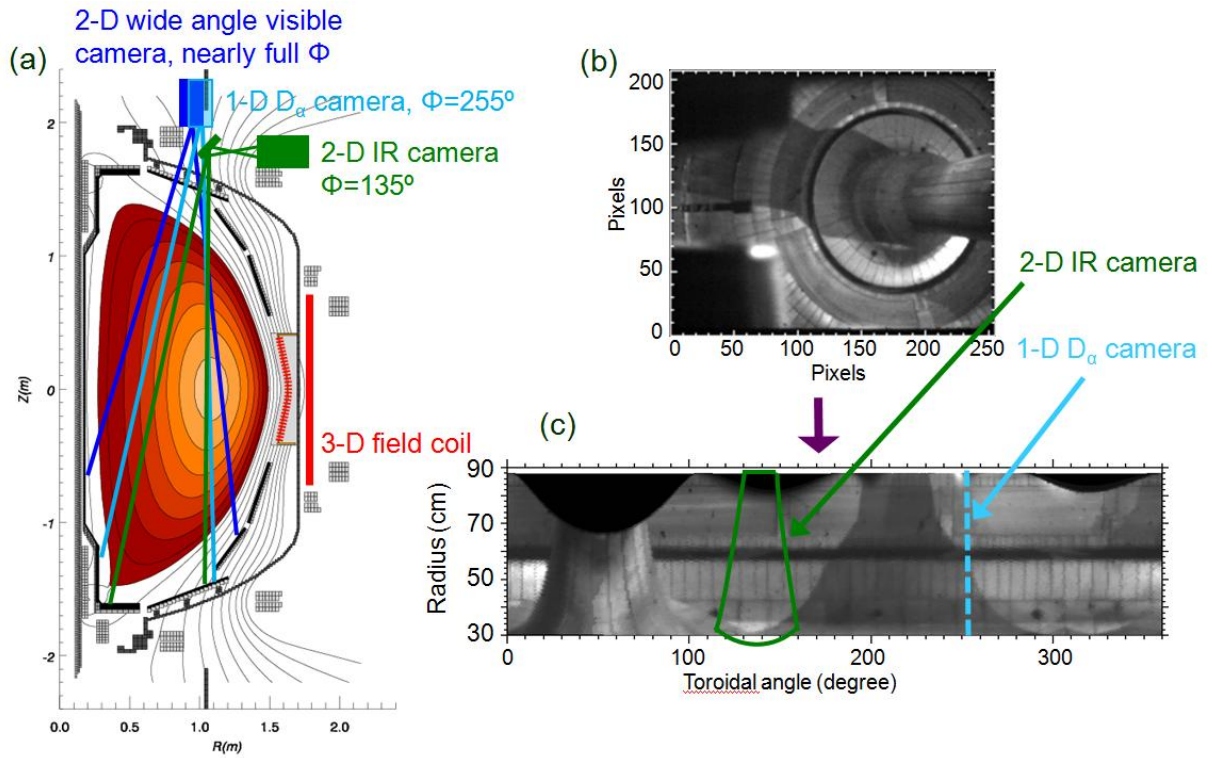 2-D wide angle visible
camera, nearly full Φ
(a)
1-D Dα camera, Φ=255º
2-D IR camera
Φ=135º
3-D field coil
2
1
0
-1
-2
Z(m)
0.0 0.5 1.0 1.5 2.0
R(m)
(b)
200
150
100
50
0
Pixels
0 50 100 150 200 250
Pixels
2-D IR camera
1-D Dα camera
(c)
90
70
50
30
Radius (cm)
0 100 200 300
Toroidal angle (degree)